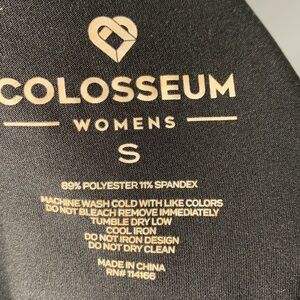 COLOSSEUM
WOMENS
S
89% POLYESTER 11% SPANDEX
MACHINE WASH COLD WITH LIKE COLORS
DO NOT BLEACH REMOVE IMMEDIATELY
TUMBLE DRY LOW
COOL IRON
DO NOT IRON DESIGN
DO NOT DRY CLEAN
MADE IN CHINA
RN# 114166